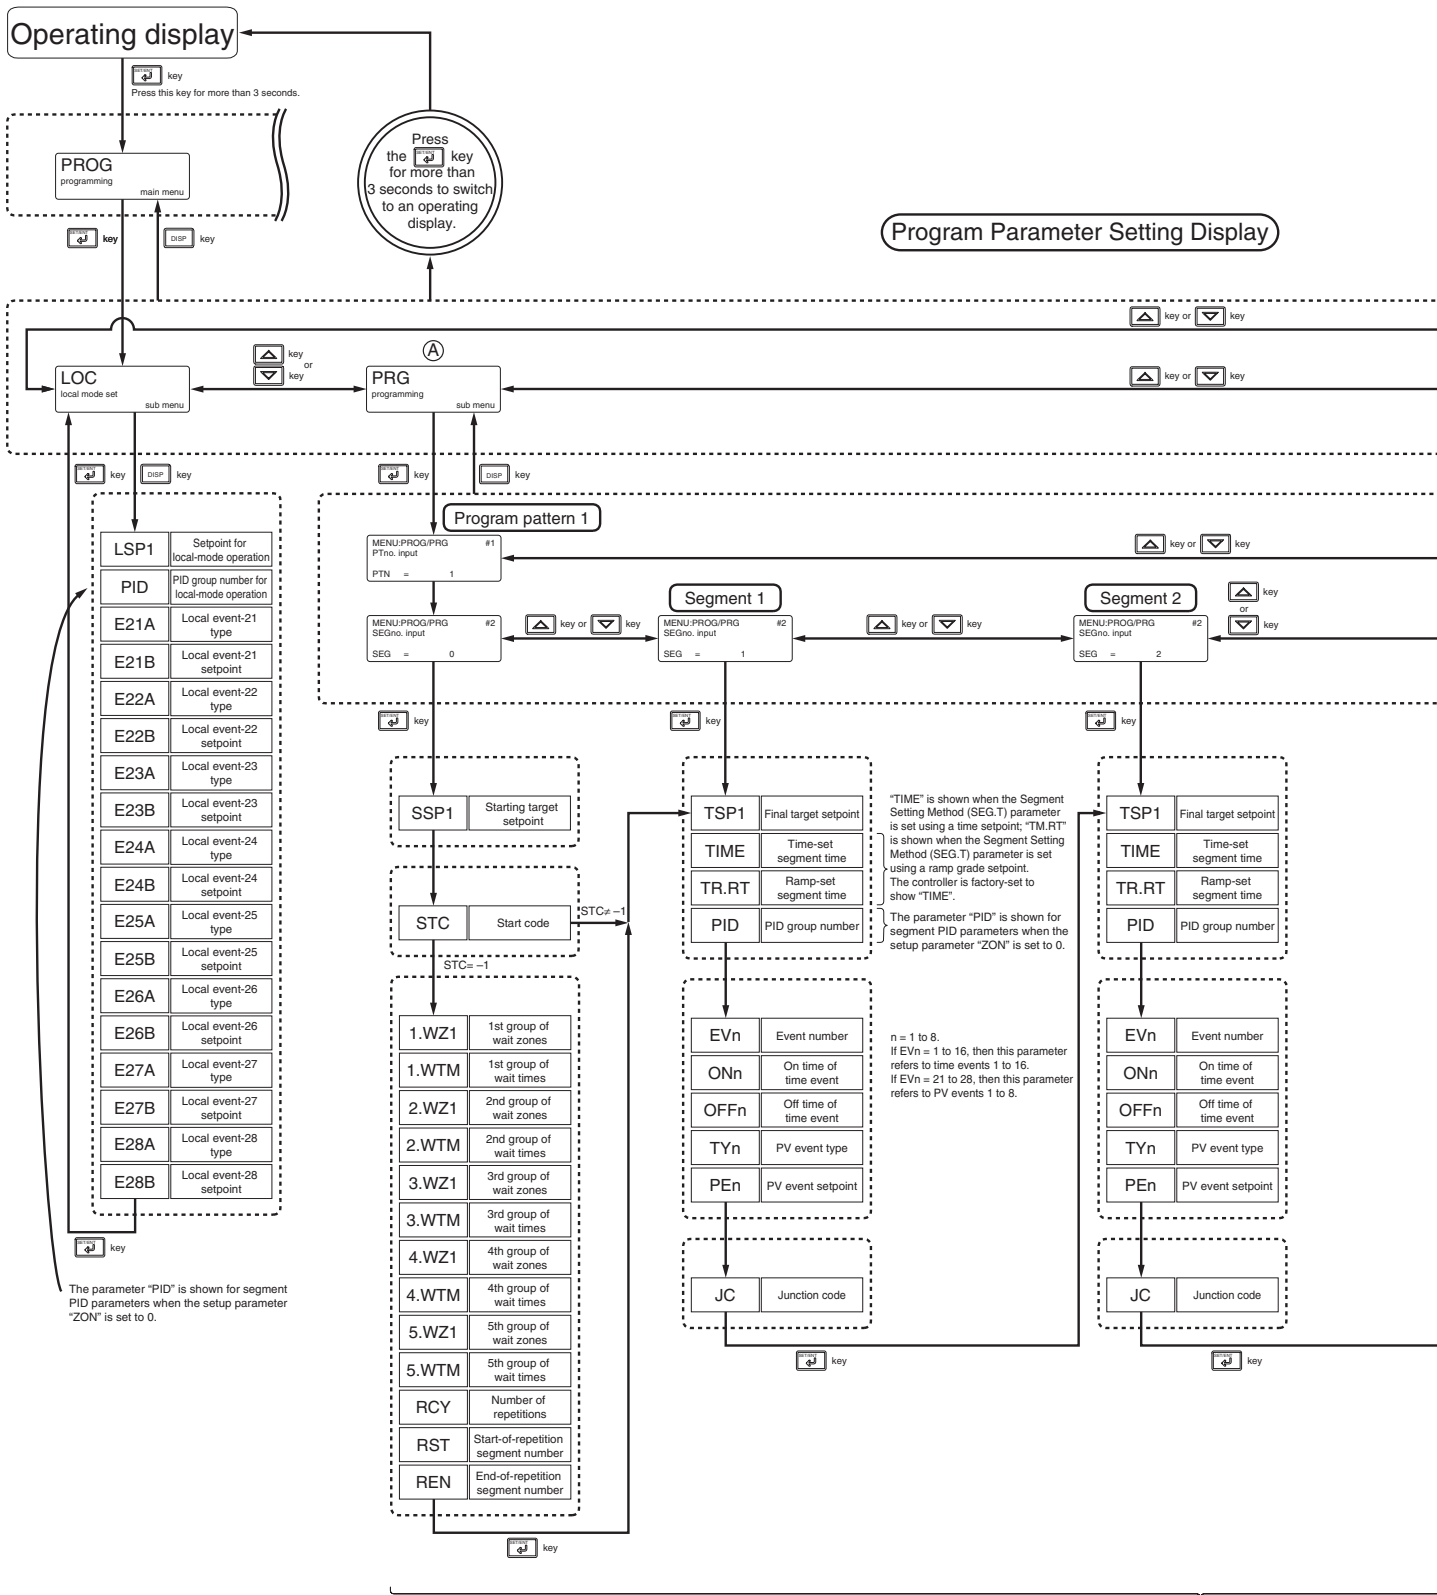 Operating display
SET/ENT
key
Press this key for more than 3 seconds.
PROG
programming
main menu
Press
the SET/ENT key
for more than
3 seconds to switch
to an operating
display.
SET/ENT key
DISP key
Program Parameter Setting Display
key or key
LOC
local mode set
sub menu
key
or
key
A
PRG
programming
sub menu
key or key
SET/ENT key
DISP key
SET/ENT key
DISP key
LSP1
Setpoint for
local-mode operation
PID
PID group number for
local-mode operation
E21A
Local event-21
type
E21B
Local event-21
setpoint
E22A
Local event-22
type
E22B
Local event-22
setpoint
E23A
Local event-23
type
E23B
Local event-23
setpoint
E24A
Local event-24
type
E24B
Local event-24
setpoint
E25A
Local event-25
type
E25B
Local event-25
setpoint
E26A
Local event-26
type
E26B
Local event-26
setpoint
E27A
Local event-27
type
E27B
Local event-27
setpoint
E28A
Local event-28
type
E28B
Local event-28
setpoint
SET/ENT key
The parameter “PID” is shown for segment
PID parameters when the setup parameter
“ZON” is set to 0.
Program pattern 1
MENU:PROG/PRG #1
PTno. input
PTN = 1
key or key
MENU:PROG/PRG #2
SEGno. input
SEG = 0
key or key
Segment 1
MENU:PROG/PRG #2
SEGno. input
SEG = 1
key or key
Segment 2
MENU:PROG/PRG #2
SEGno. input
SEG = 2
key
or
key
SET/ENT key
SET/ENT key
SET/ENT key
SSP1
Starting target
setpoint
STC
Start code
STC≠ –1
STC= –1
1.WZ1
1st group of
wait zones
1.WTM
1st group of
wait times
2.WZ1
2nd group of
wait zones
2.WTM
2nd group of
wait times
3.WZ1
3rd group of
wait zones
3.WTM
3rd group of
wait times
4.WZ1
4th group of
wait zones
4.WTM
4th group of
wait times
5.WZ1
5th group of
wait zones
5.WTM
5th group of
wait times
RCY
Number of
repetitions
RST
Start-of-repetition
segment number
REN
End-of-repetition
segment number
SET/ENT key
TSP1
Final target setpoint
TIME
Time-set
segment time
TR.RT
Ramp-set
segment time
PID
PID group number
“TIME” is shown when the Segment
Setting Method (SEG.T) parameter
is set using a time setpoint; “TM.RT”
is shown when the Segment Setting
Method (SEG.T) parameter is set
using a ramp grade setpoint.
The controller is factory-set to
show “TIME”.
The parameter “PID” is shown for
segment PID parameters when the
setup parameter “ZON” is set to 0.
EVn
Event number
ONn
On time of
time event
OFFn
Off time of
time event
TYn
PV event type
PEn
PV event setpoint
n = 1 to 8.
If EVn = 1 to 16, then this parameter
refers to time events 1 to 16.
If EVn = 21 to 28, then this parameter
refers to PV events 1 to 8.
JC
Junction code
SET/ENT key
TSP1
Final target setpoint
TIME
Time-set
segment time
TR.RT
Ramp-set
segment time
PID
PID group number
EVn
Event number
ONn
On time of
time event
OFFn
Off time of
time event
TYn
PV event type
PEn
PV event setpoint
JC
Junction code
SET/ENT key